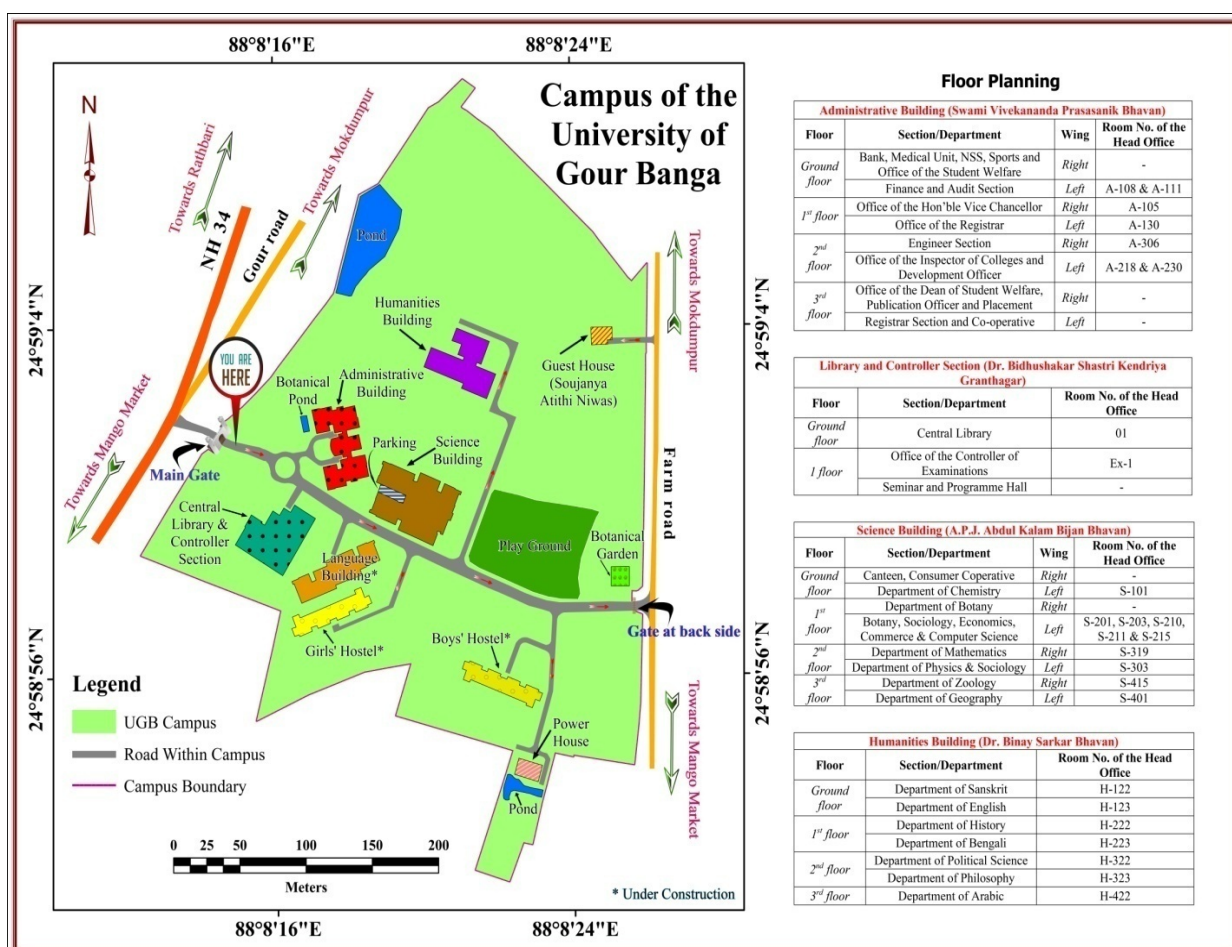 88°8'16"E
88°8'24"E
Campus of the
University of
Gour Banga
N
Towards Rathbari
Towards Mokdumpur
NH 34
Gour road
Pond
24°59'4"N
24°59'4"N
Towards Mokdumpur
Humanities
Building
Guest House
(Soujanya
Atithi Niwas)
YOU ARE
HERE
Botanical
Pond
Administrative
Building
Parking
Science
Building
Towards Mango Market
Main Gate
Farm road
Central
Library &
Controller
Section
Language
Building*
Play Ground
Botanical
Garden
Girls' Hostel*
Boys' Hostel*
Gate at back side
24°58'56"N
24°58'56"N
Legend
UGB Campus
Road Within Campus
Campus Boundary
Power
House
Pond
Towards Mango Market
0 25 50 100 150 200
Meters
* Under Construction
88°8'16"E
88°8'24"E
Floor Planning
Administrative Building (Swami Vivekananda Prasasanik Bhavan)
Floor Section/Department Wing Room No. of the
Head Office
Ground
floor
Bank, Medical Unit, NSS, Sports and
Office of the Student Welfare
Right -
Finance and Audit Section Left A-108 & A-111
1st floor
Office of the Hon'ble Vice Chancellor Right A-105
Office of the Registrar Left A-130
2nd
floor
Engineer Section Right A-306
Office of the Inspector of Colleges and
Development Officer
Left A-218 & A-230
3rd
floor
Office of the Dean of Student Welfare,
Publication Officer and Placement
Right -
Registrar Section and Co-operative Left -
Library and Controller Section (Dr. Bidhushakar Shastri Kendriya
Granthagar)
Floor Section/Department Room No. of the Head
Office
Ground
floor
Central Library 01
1 floor
Office of the Controller of
Examinations
Ex-1
Seminar and Programme Hall -
Science Building (A.P.J. Abdul Kalam Bijan Bhavan)
Floor Section/Department Wing Room No. of the
Head Office
Ground
floor
Canteen, Consumer Coperative Right -
Department of Chemistry Left S-101
1st
floor
Department of Botany Right -
Botany, Sociology, Economics,
Commerce & Computer Science
Left S-201, S-203, S-210,
S-211 & S-215
2nd
floor
Department of Mathematics Right S-319
Department of Physics & Sociology Left S-303
3rd
floor
Department of Zoology Right S-415
Department of Geography Left S-401
Humanities Building (Dr. Binay Sarkar Bhavan)
Floor Section/Department Room No. of the Head
Office
Ground
floor
Department of Sanskrit H-122
Department of English H-123
1st floor
Department of History H-222
Department of Bengali H-223
2nd floor
Department of Political Science H-322
Department of Philosophy H-323
3rd floor Department of Arabic H-422